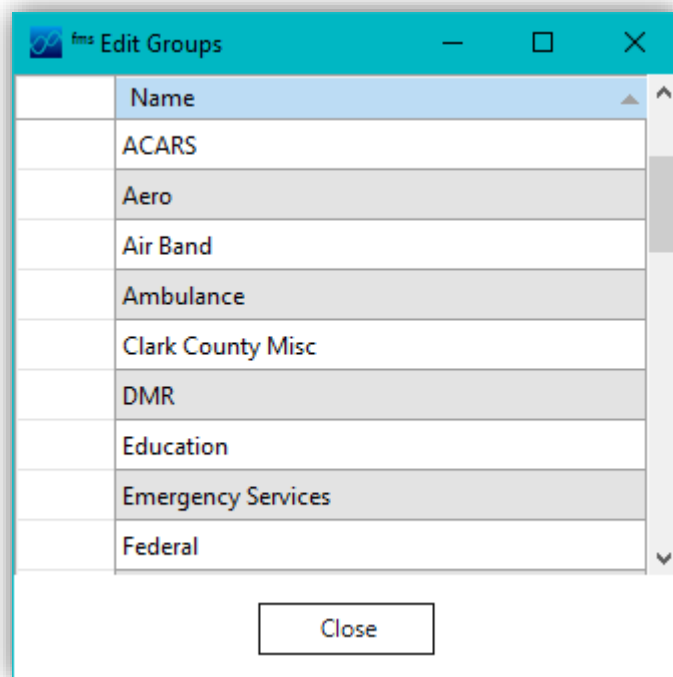 fms Edit Groups
Name
ACARS
Aero
Air Band
Ambulance
Clark County Misc
DMR
Education
Emergency Services
Federal
Close